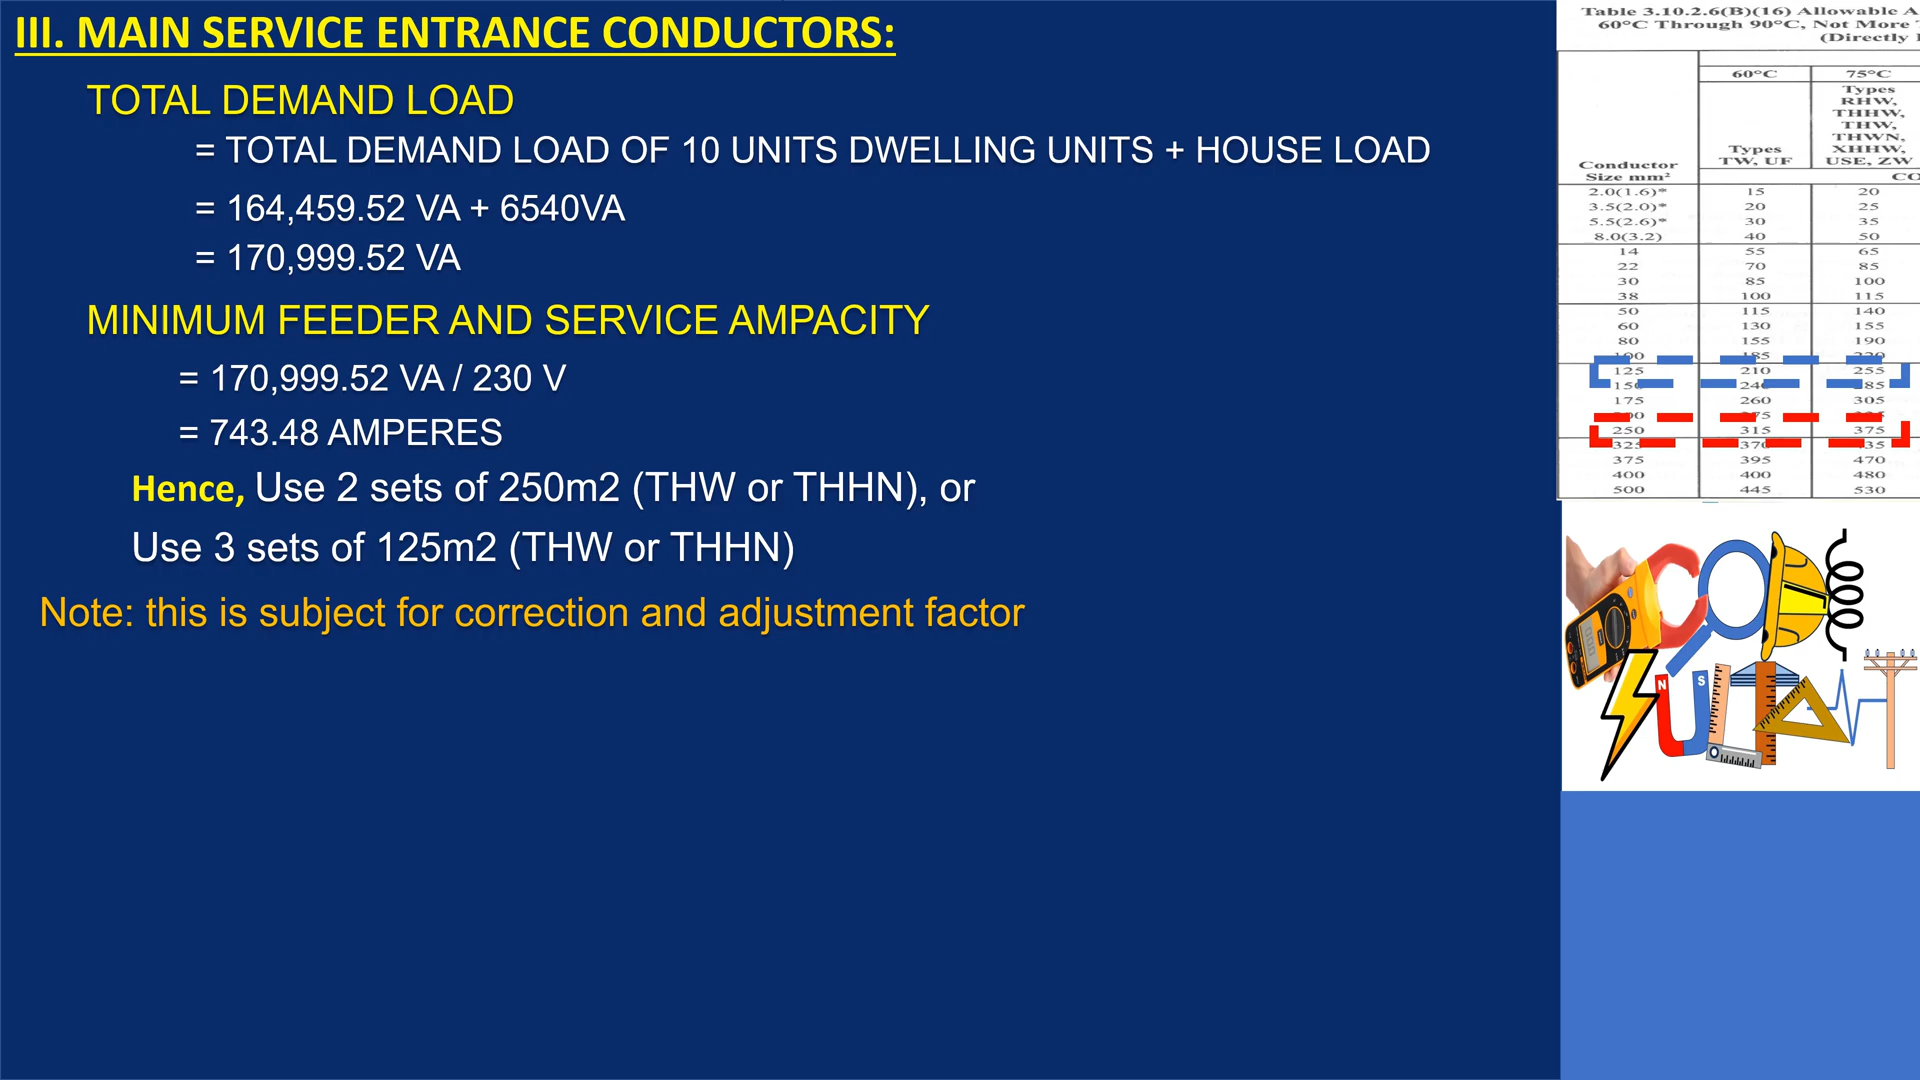 III. MAIN SERVICE ENTRANCE CONDUCTORS:
TOTAL DEMAND LOAD
= TOTAL DEMAND LOAD OF 10 UNITS DWELLING UNITS + HOUSE LOAD
= 164,459.52 VA + 6540VA
= 170,999.52 VA
MINIMUM FEEDER AND SERVICE AMPACITY
= 170,999.52 VA / 230 V
= 743.48 AMPERES
Hence, Use 2 sets of 250m2 (THW or THHN), or
Use 3 sets of 125m2 (THW or THHN)
Note: this is subject for correction and adjustment factor
Table 3.10.2.6(B)(16) Allowable A
60°C Through 90°C, Not More
(Directly
60°C 75°C
Types
RHW,
THHW,
THW,
THWN,
Types XHHW,
TW, UF USE, ZW
Conductor
Size mm²
CO
2.0(1.6)* 15 20
3.5(2.0)* 20 25
5.5(2.6)* 30 35
8.0(3.2) 40 50
14 55 65
22 70 85
30 85 100
38 100 115
50 115 140
60 130 155
80 155 190
125 210 255
175 260 305
250 315 375
375 395 470
400 400 480
500 445 530
N S